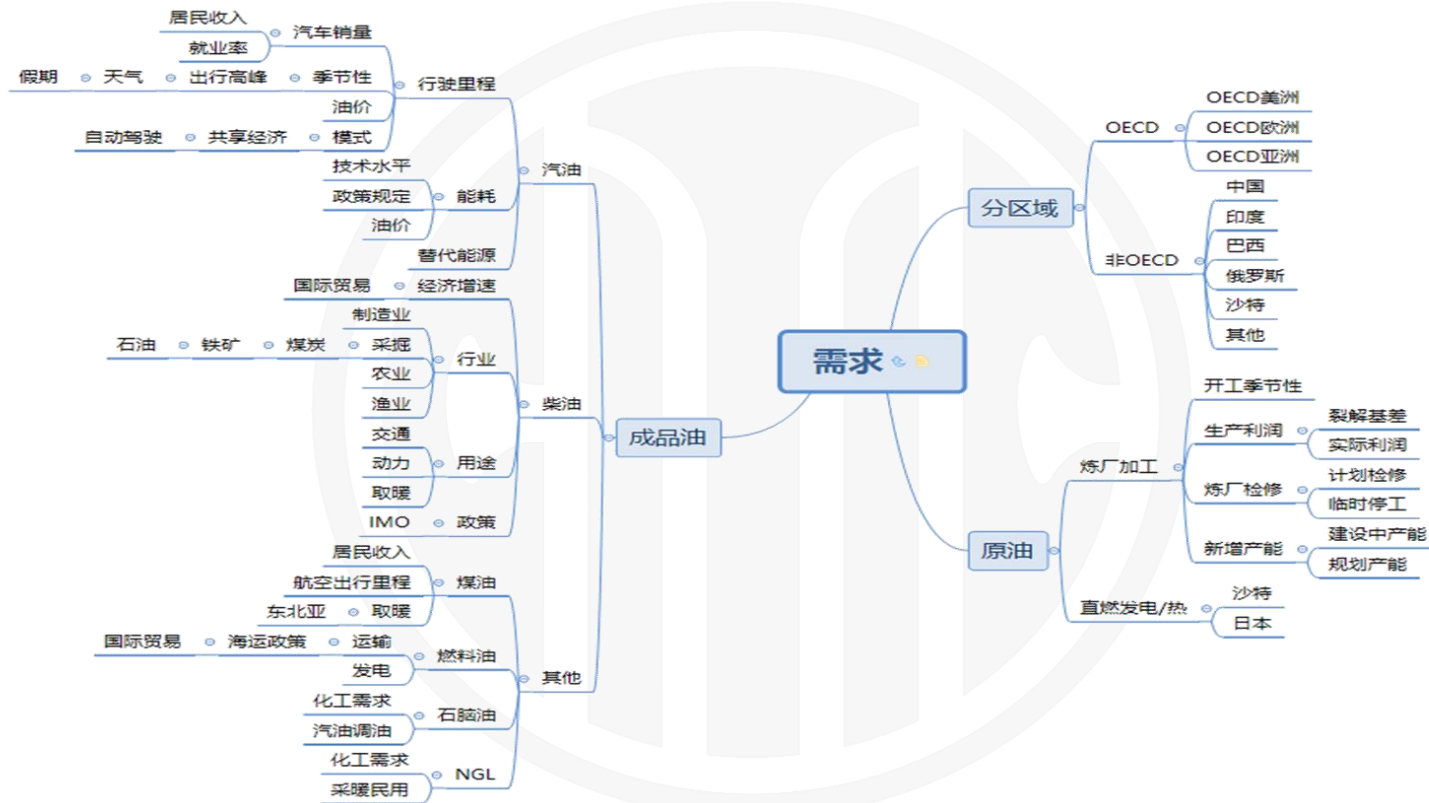 需求
分区域
OECD
OECD美洲
OECD欧洲
OECD亚洲
非OECD
中国
印度
巴西
俄罗斯
沙特
其他
原油
炼厂加工
开工季节性
生产利润
裂解基差
实际利润
炼厂检修
计划检修
临时停工
新增产能
建设中产能
规划产能
直燃发电/热
沙特
日本
成品油
汽油
行驶里程
汽车销量
居民收入
就业率
季节性
出行高峰
天气
假期
油价
模式
共享经济
自动驾驶
能耗
技术水平
政策规定
油价
替代能源
柴油
经济增速
国际贸易
行业
制造业
采掘
煤炭
铁矿
石油
农业
渔业
用途
交通
动力
取暖
政策
IMO
其他
煤油
居民收入
航空出行里程
取暖
东北亚
燃料油
运输
海运政策
国际贸易
发电
石脑油
化工需求
汽油调油
NGL
化工需求
采暖民用